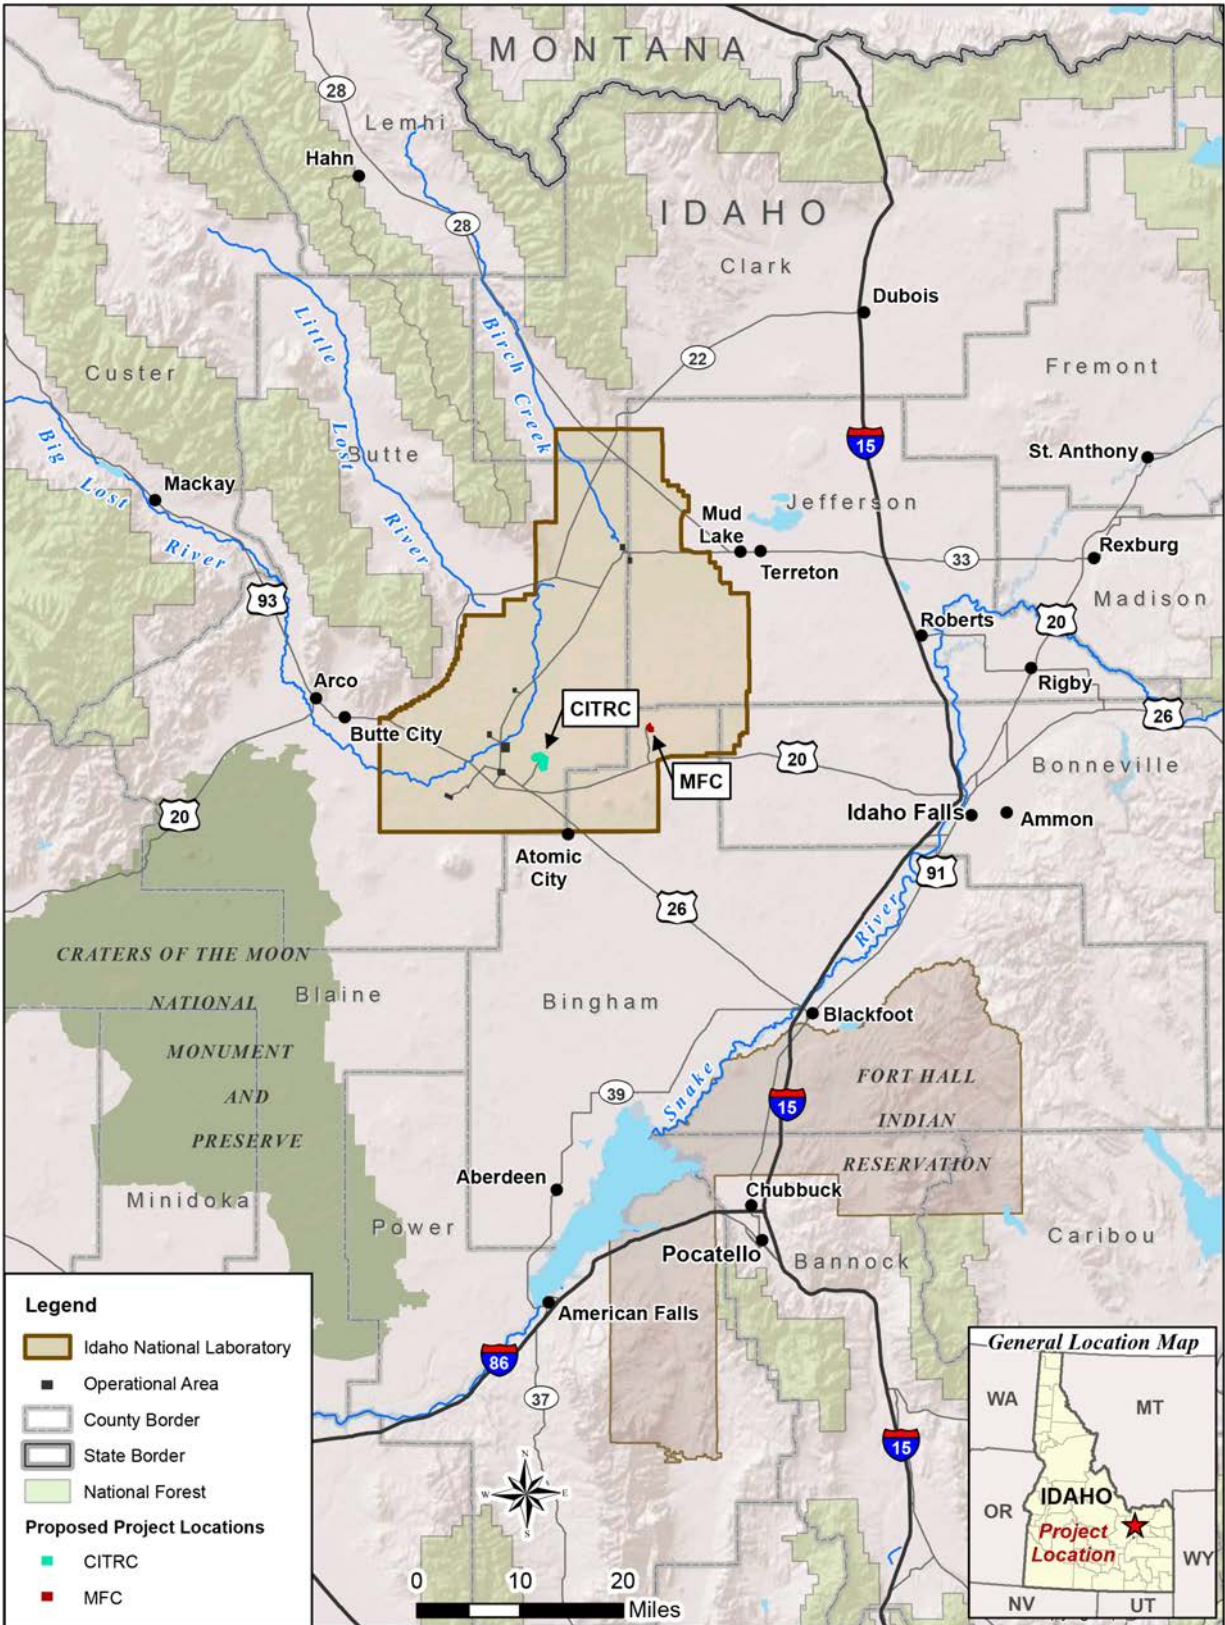 MONTANA
28
Lemhi
Hahn
28
IDAHO
Clark
Dubois
Little
Lost
River
Birch Creek
22
Custer
Fremont
Butte
15
St. Anthony
Big
Lost
River
Mackay
Jefferson
Mud
Lake
Terreton
33
Rexburg
93
Madison
20
Roberts
Rigby
Arco
Butte City
CITRC
26
MFC
20
Bonneville
20
Idaho Falls
Ammon
Atomic
City
91
26
River
CRATERS OF THE MOON
NATIONAL
MONUMENT
AND
PRESERVE
Blaine
Bingham
Blackfoot
Snake
39
15
FORT HALL
INDIAN
RESERVATION
Aberdeen
Chubbuck
Minidoka
Power
Pocatello
Bannock
Caribou
American Falls
86
37
15
Legend
Idaho National Laboratory
Operational Area
County Border
State Border
National Forest
Proposed Project Locations
CITRC
MFC
N
W
E
S
0 10 20
Miles
General Location Map
WA
MT
OR
IDAHO
Project
Location
WY
NV
UT